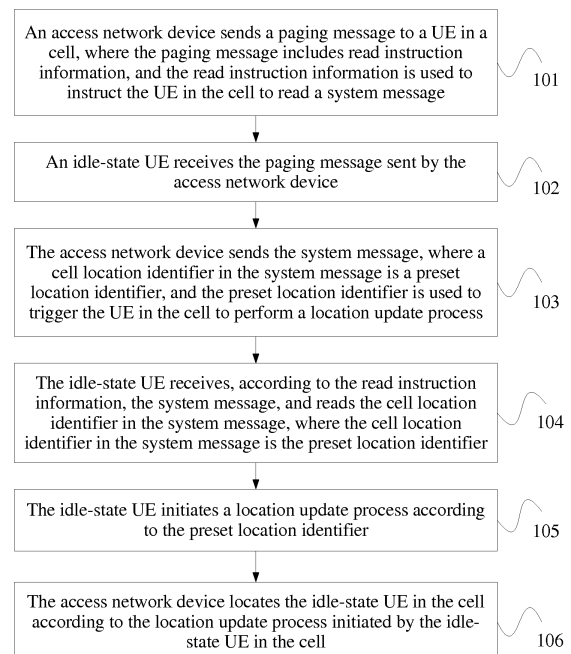 An access network device sends a paging message to a UE in a
cell, where the paging message includes read instruction
information, and the read instruction information is used to
instruct the UE in the cell to read a system message
101
An idle-state UE receives the paging message sent by the
access network device
102
The access network device sends the system message, where a
cell location identifier in the system message is a preset
location identifier, and the preset location identifier is used to
trigger the UE in the cell to perform a location update process
103
The idle-state UE receives, according to the read instruction
information, the system message, and reads the cell location
identifier in the system message, where the cell location
identifier in the system message is the preset location identifier
104
The idle-state UE initiates a location update process according
to the preset location identifier
105
The access network device locates the idle-state UE in the cell
according to the location update process initiated by the idle-
state UE in the cell
106